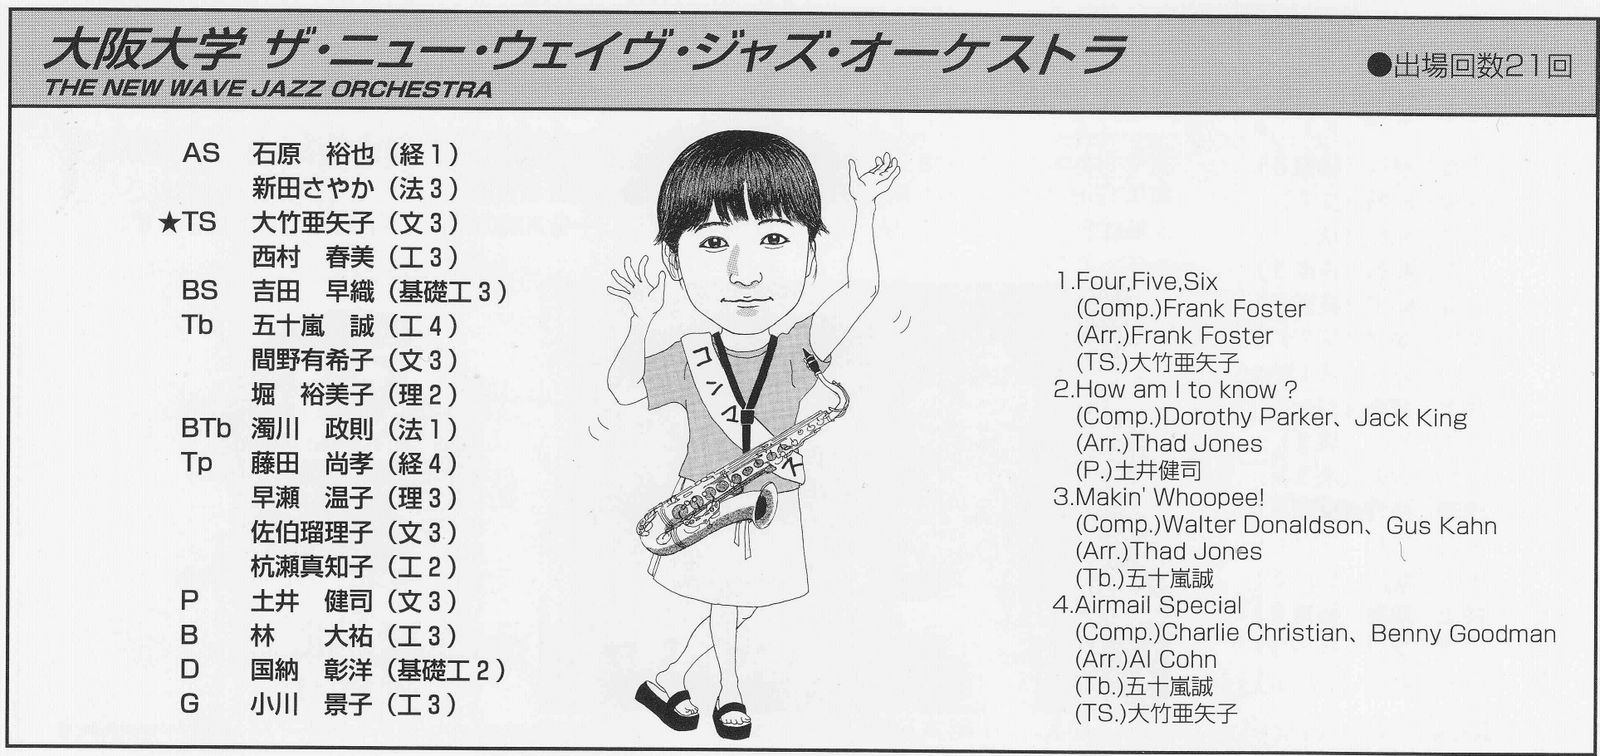 大阪大学 ザ・ニュー・ウェイヴ・ジャズ・オーケストラ
THE NEW WAVE JAZZ ORCHESTRA
●出場回数21回
AS 石原 裕也（経1）
新田さやか（法3）
★TS 大竹亜矢子（文3）
西村 春美（工3）
BS 吉田 早織（基礎工3）
Tb 五十嵐 誠（工4）
間野有希子（文3）
堀 裕美子（理2）
BTb 濁川 政則（法1）
Tp 藤田 尚孝（経4）
早瀬 温子（理3）
佐伯瑠理子（文3）
杭瀬真知子（工2）
P 土井 健司（文3）
B 林 大祐（工3）
D 国納 彰洋（基礎工2）
G 小川 景子（工3）
コンマス
1.Four,Five,Six
(Comp.)Frank Foster
(Arr.)Frank Foster
(TS.)大竹亜矢子
2.How am I to know ?
(Comp.)Dorothy Parker、Jack King
(Arr.)Thad Jones
(P.)土井健司
3.Makin' Whoopee!
(Comp.)Walter Donaldson、Gus Kahn
(Arr.)Thad Jones
(Tb.)五十嵐誠
4.Airmail Special
(Comp.)Charlie Christian、Benny Goodman
(Arr.)Al Cohn
(Tb.)五十嵐誠
(TS.)大竹亜矢子